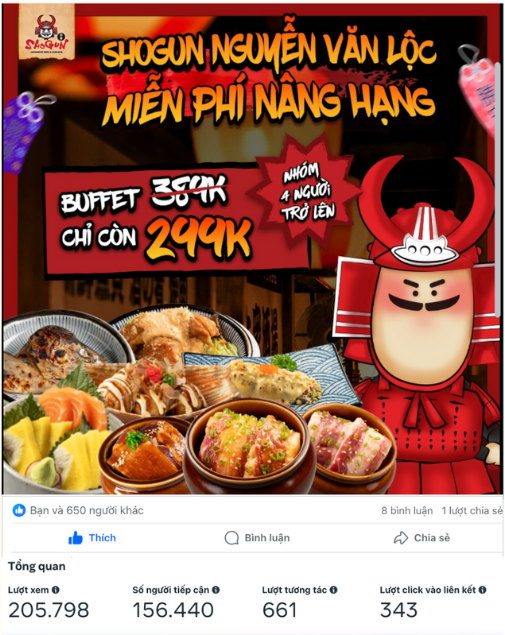 SHOGUN
SHOGUN NGUYỄN VĂN LỘC
MIỄN PHÍ NÂNG HẠNG
BUFFET 389K
CHỈ CÒN 299K
NHÓM
4 NGƯỜI
TRỞ LÊN
Bạn và 650 người khác
8 bình luận 1 lượt chia sẻ
Thích
Bình luận
Chia sẻ
Tổng quan
Lượt xem
205.798
Số người tiếp cận
156.440
Lượt tương tác
661
Lượt click vào liên kết
343